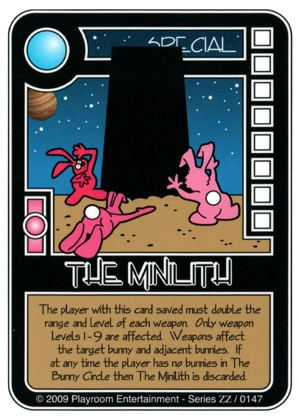 SPECIAL
THE MINILITH
The player with this card saved must double the
range and level of each weapon. Only weapon
levels 1-9 are affected. Weapons affect
the target bunny and adjacent bunnies. If
at any time the player has no bunnies in The
Bunny Circle then The Minilith is discarded.
© 2009 Playroom Entertainment - Series ZZ / 0147